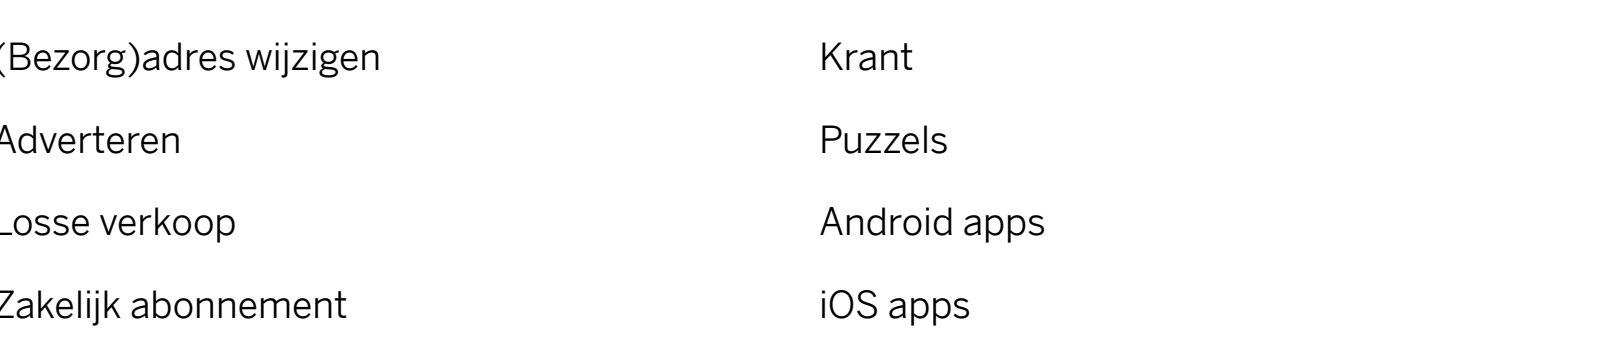 (Bezorg)adres wijzigen
Adverteren
Losse verkoop
Zakelijk abonnement
Krant
Puzzels
Android apps
iOS apps